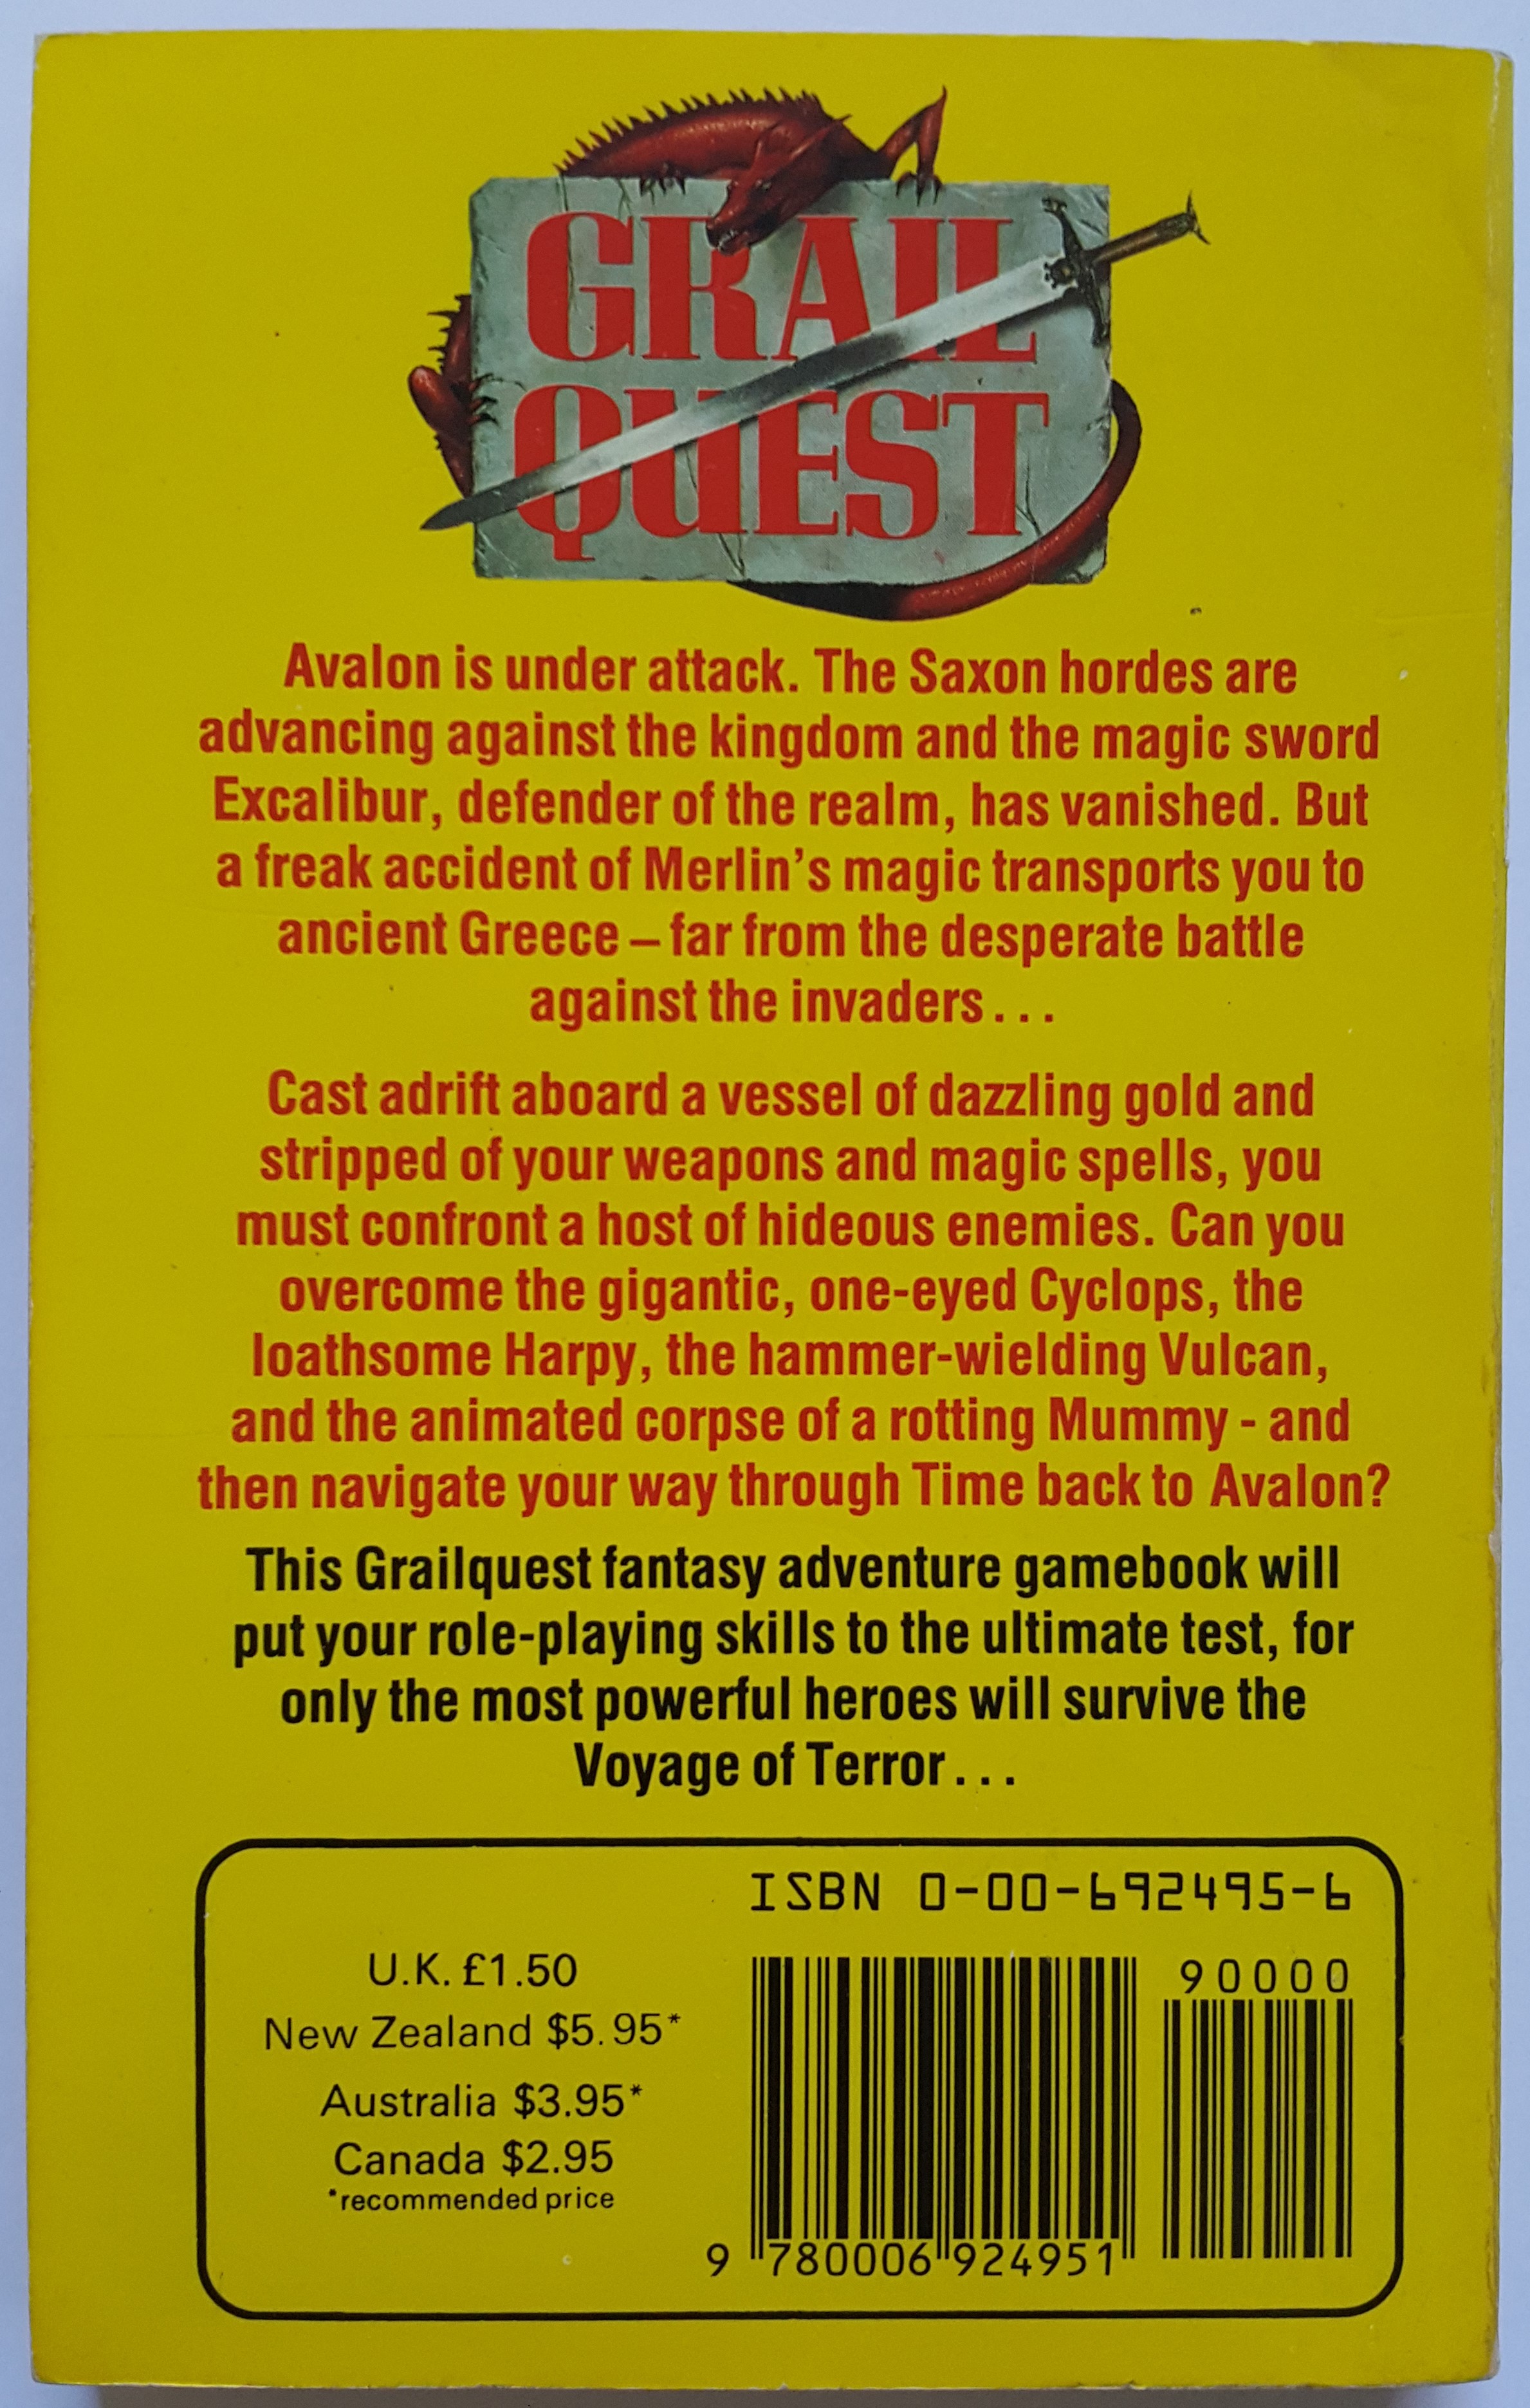 GRAIL
QUEST
Avalon is under attack. The Saxon hordes are
advancing against the kingdom and the magic sword
Excalibur, defender of the realm, has vanished. But
a freak accident of Merlin's magic transports you to
ancient Greece – far from the desperate battle
against the invaders . . .
Cast adrift aboard a vessel of dazzling gold and
stripped of your weapons and magic spells, you
must confront a host of hideous enemies. Can you
overcome the gigantic, one-eyed Cyclops, the
loathsome Harpy, the hammer-wielding Vulcan,
and the animated corpse of a rotting Mummy - and
then navigate your way through Time back to Avalon?
This Grailquest fantasy adventure gamebook will
put your role-playing skills to the ultimate test, for
only the most powerful heroes will survive the
Voyage of Terror . . .
ISBN 0-00-692495-6
U.K. £1.50
New Zealand $5.95*
Australia $3.95*
Canada $2.95
*recommended price
90000
9 780006 924951